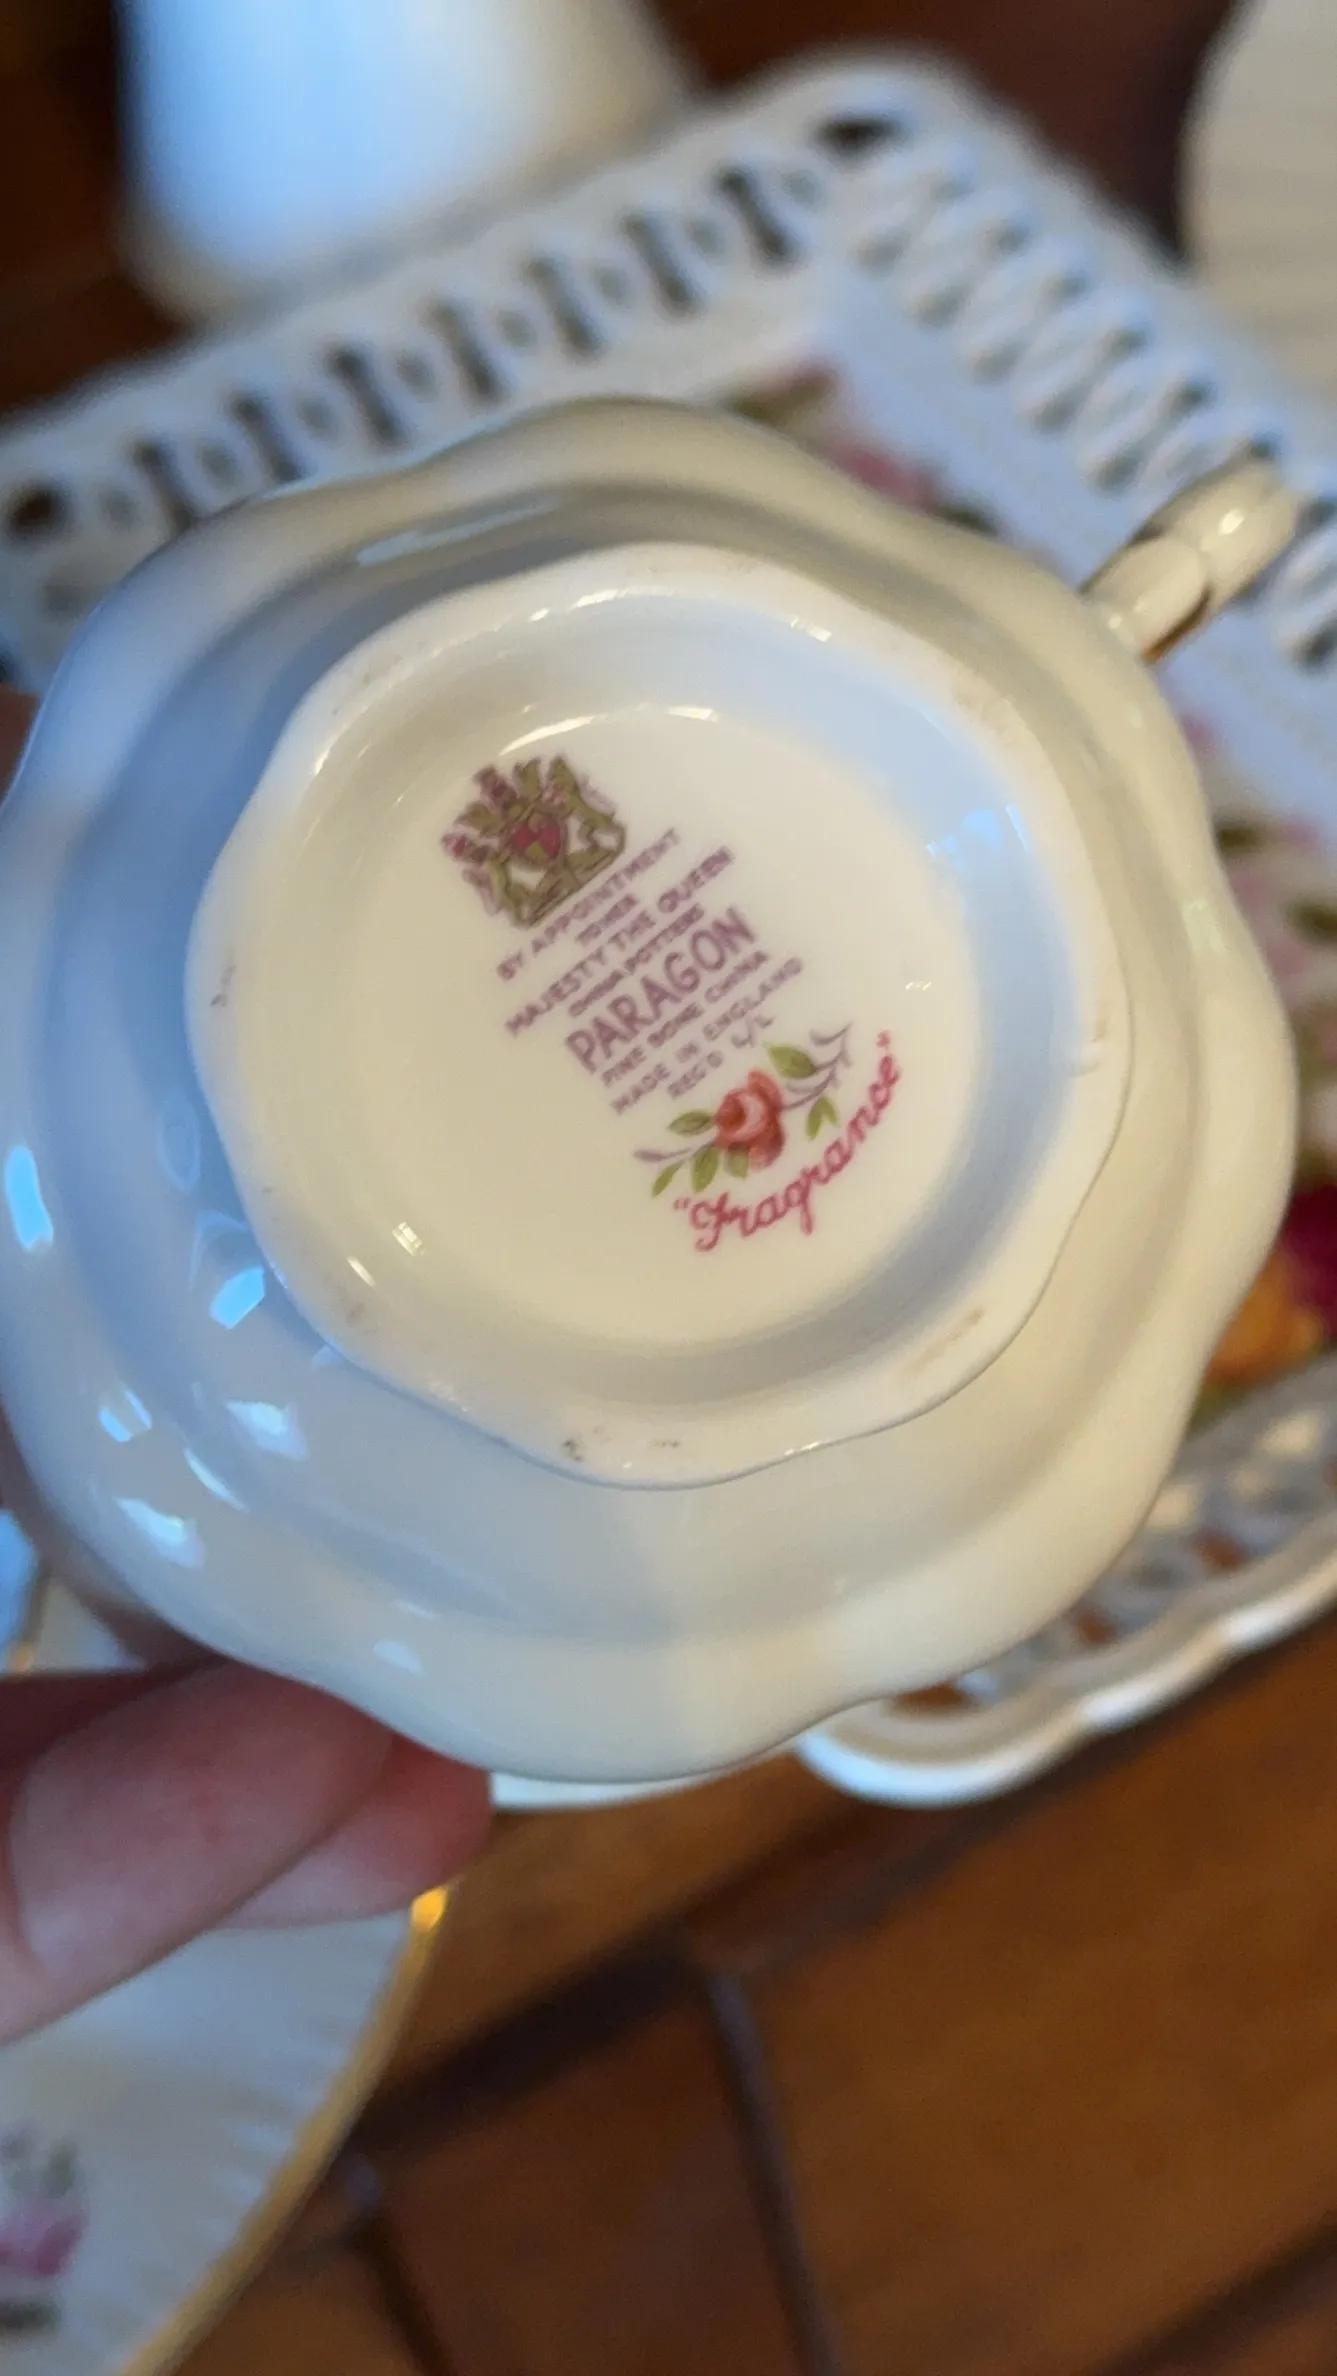 BY APPOINTMENT
TO HER
MAJESTY THE QUEEN
CHINA POTTERS
PARAGON
FINE BONE CHINA
MADE IN ENGLAND
REG'D
"Fragrance"